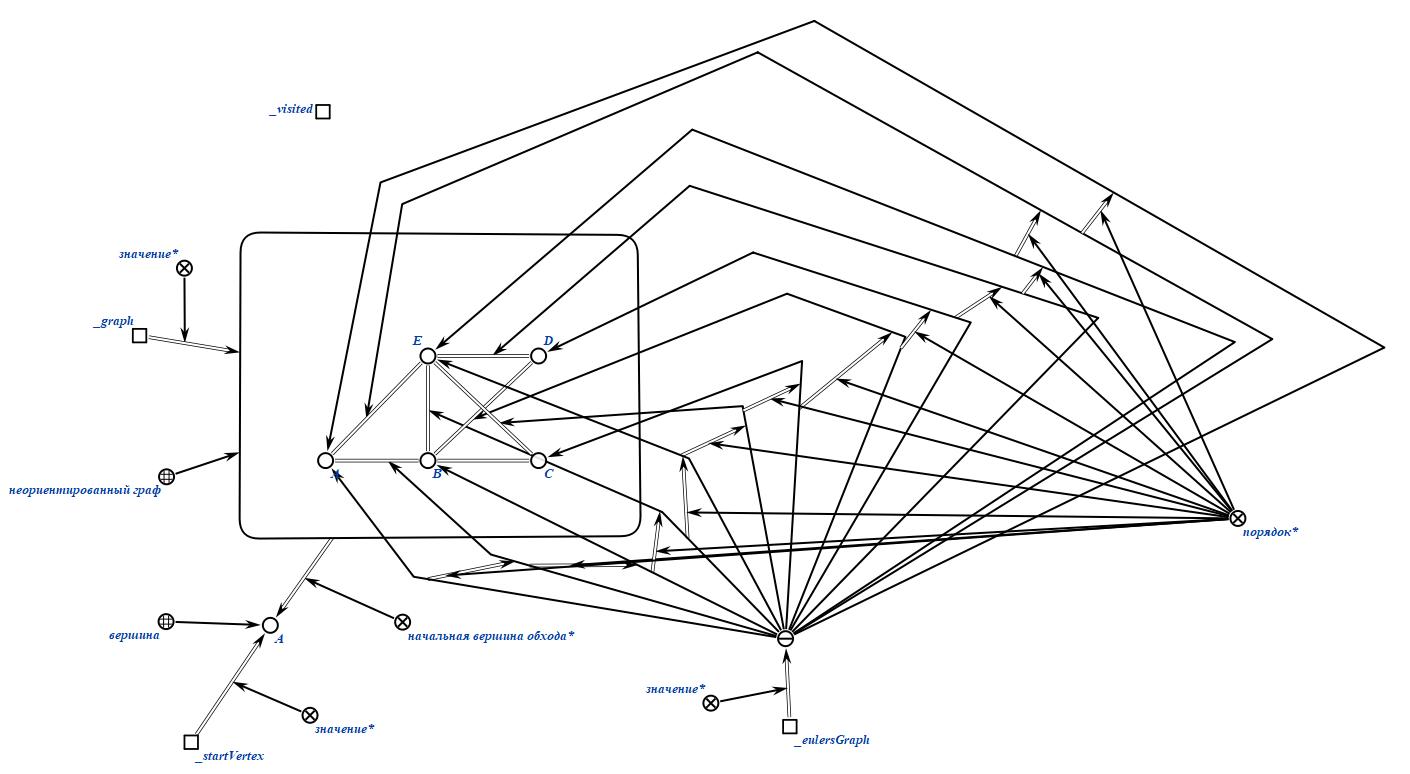 _visited
значение*
_graph
E
D
A
B
C
неориентированный граф
порядок*
вершина
A
начальная вершина обхода*
значение*
значение*
_eulersGraph
_startVertex